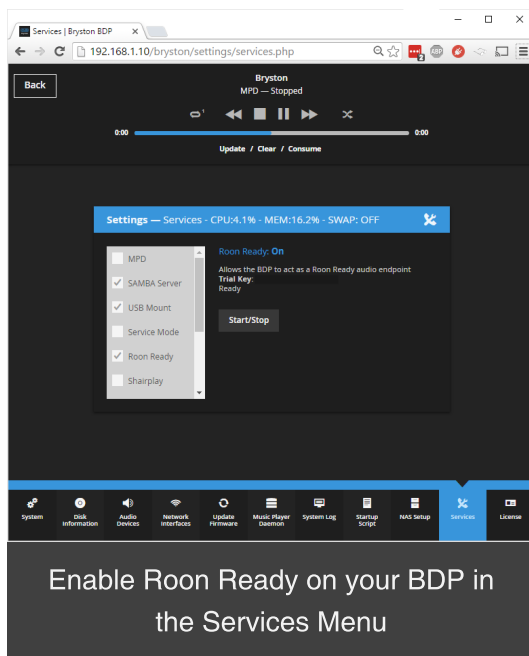 Services | Bryston BDP
192.168.1.10/bryston/settings/services.php
2
ABP
Back
Bryston
MPD — Stopped
1
0:00
0:00
Update / Clear / Consume
Settings — Services - CPU:4.1% - MEM:16.2% - SWAP: OFF
MPD
SAMBA Server
USB Mount
Service Mode
Roon Ready
Shairplay
Roon Ready: On
Allows the BDP to act as a Roon Ready audio endpoint
Trial Key:
Ready
Start/Stop
System
Disk Information
Audio Devices
Network Interfaces
Update Firmware
Music Player Daemon
System Log
Startup Script
NAS Setup
Services
License
Enable Roon Ready on your BDP in
the Services Menu